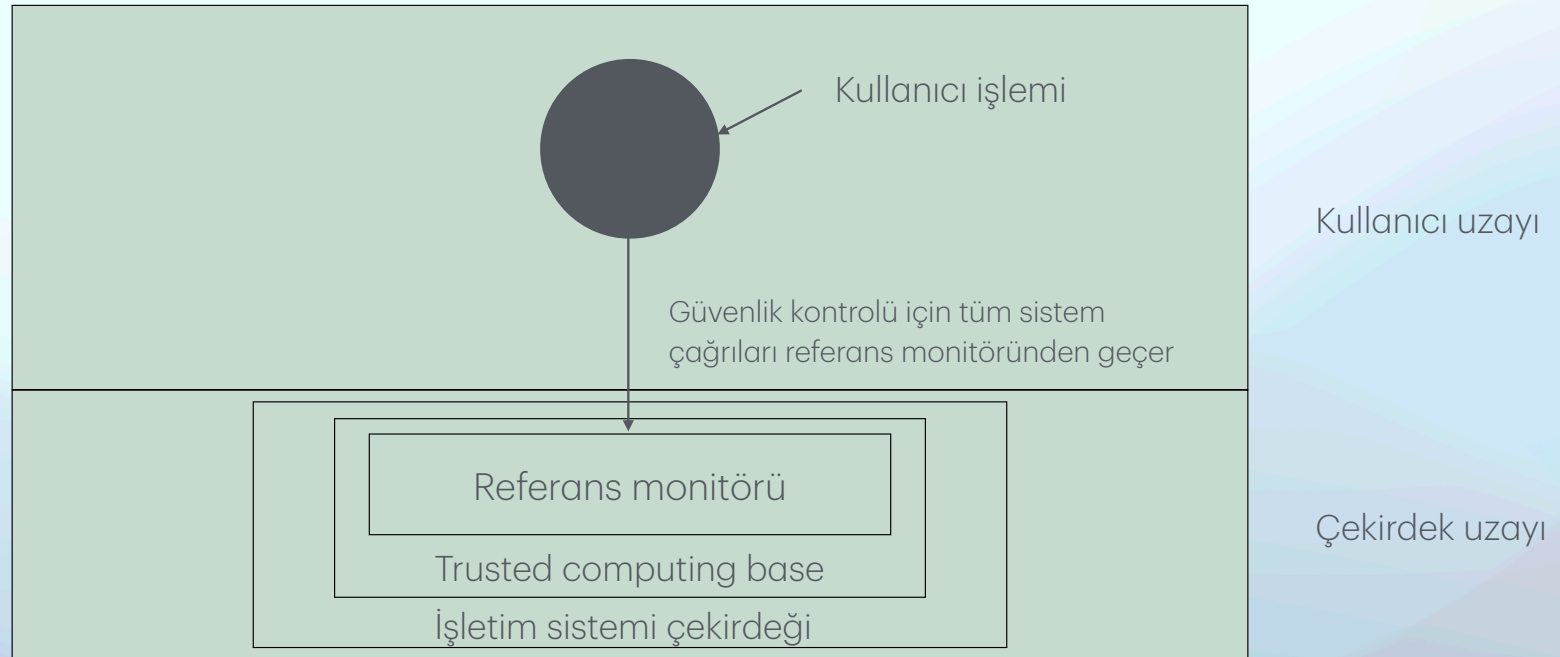 Kullanıcı işlemi
Kullanıcı uzayı
Güvenlik kontrolü için tüm sistem
çağrıları referans monitöründen geçer
Referans monitörü
Trusted computing base
İşletim sistemi çekirdeği
Çekirdek uzayı